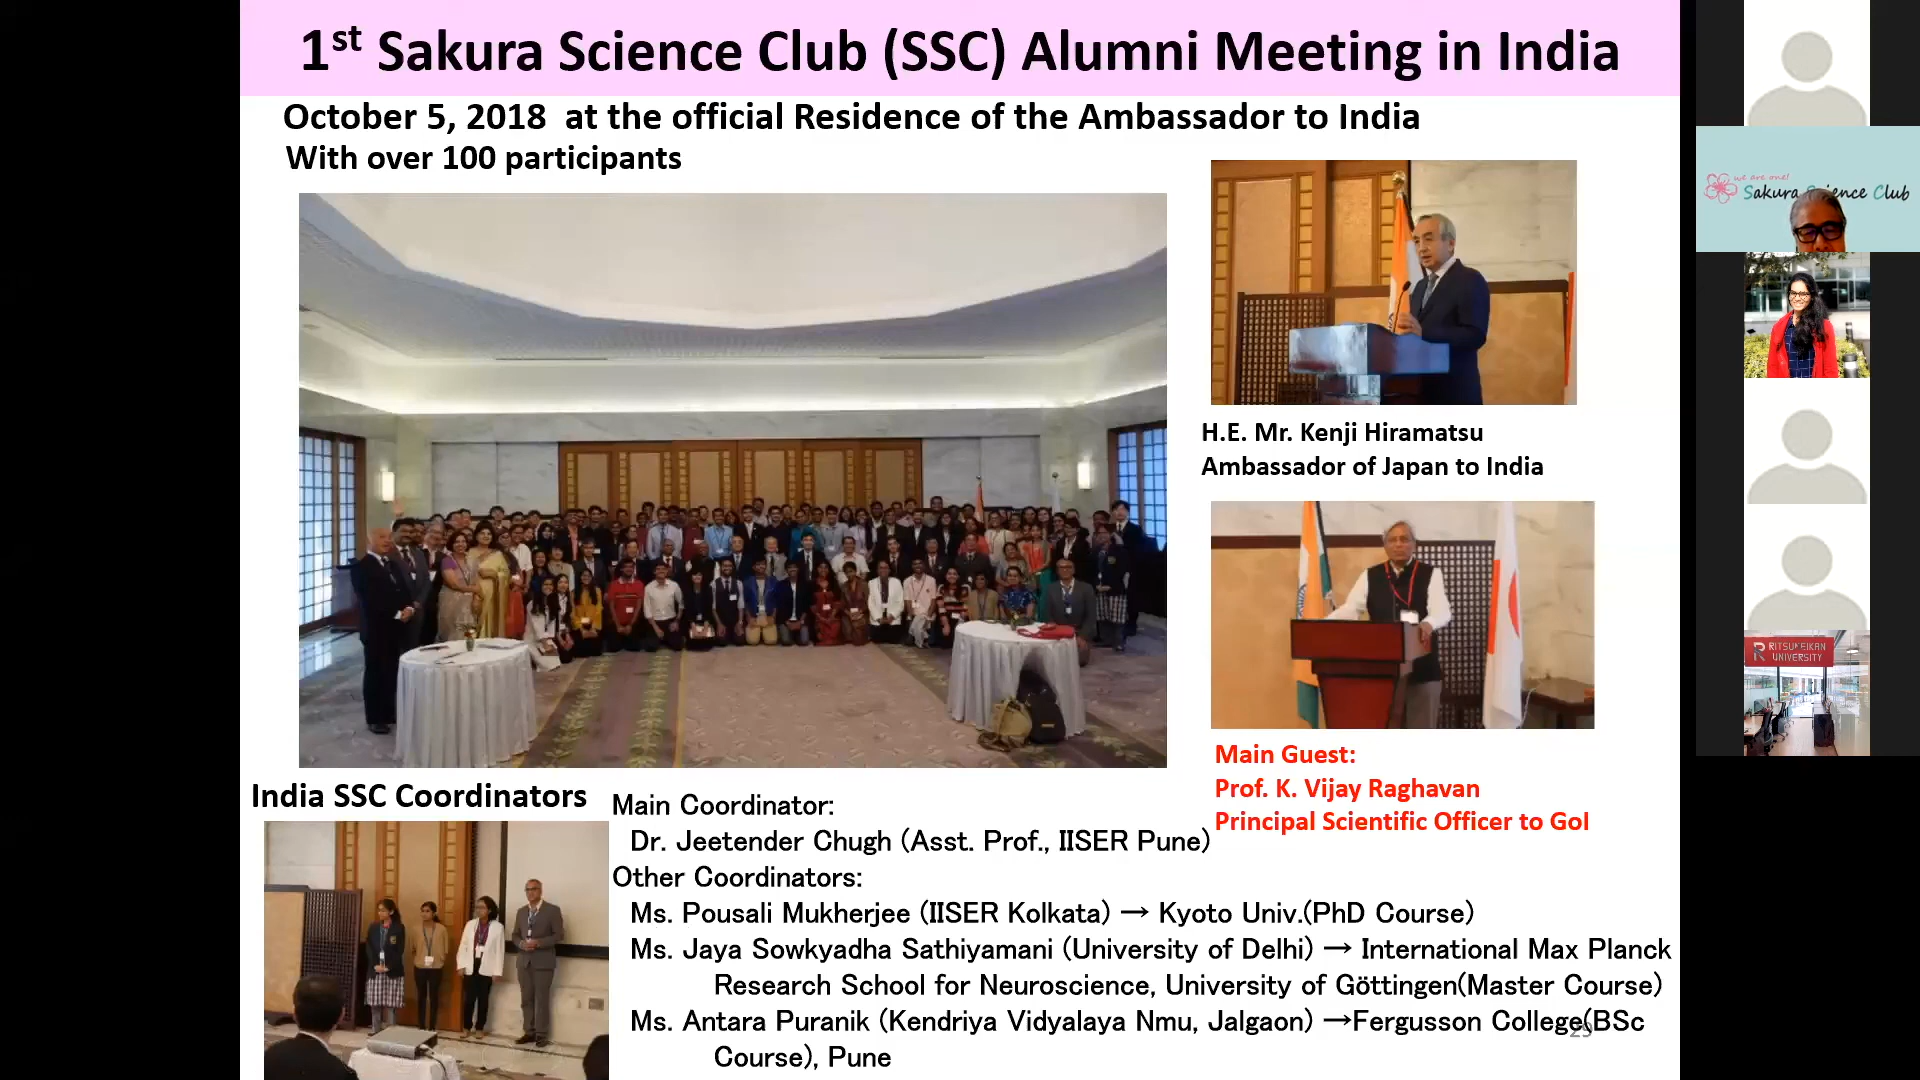 1st Sakura Science Club (SSC) Alumni Meeting in India
October 5, 2018 at the official Residence of the Ambassador to India
With over 100 participants
H.E. Mr. Kenji Hiramatsu
Ambassador of Japan to India
Main Guest:
Prof. K. Vijay Raghavan
Principal Scientific Officer to GoI
India SSC Coordinators
Main Coordinator:
Dr. Jeetender Chugh (Asst. Prof., IISER Pune)
Other Coordinators:
Ms. Pousali Mukherjee (IISER Kolkata) → Kyoto Univ.(PhD Course)
Ms. Jaya Sowkyadha Sathiyamani (University of Delhi) → International Max Planck
Research School for Neuroscience, University of Göttingen(Master Course)
Ms. Antara Puranik (Kendriya Vidyalaya Nmu, Jalgaon) →Fergusson College(BSc
Course), Pune
29
we are one!
Sakura Science Club
RITSUMEIKAN
UNIVERSITY